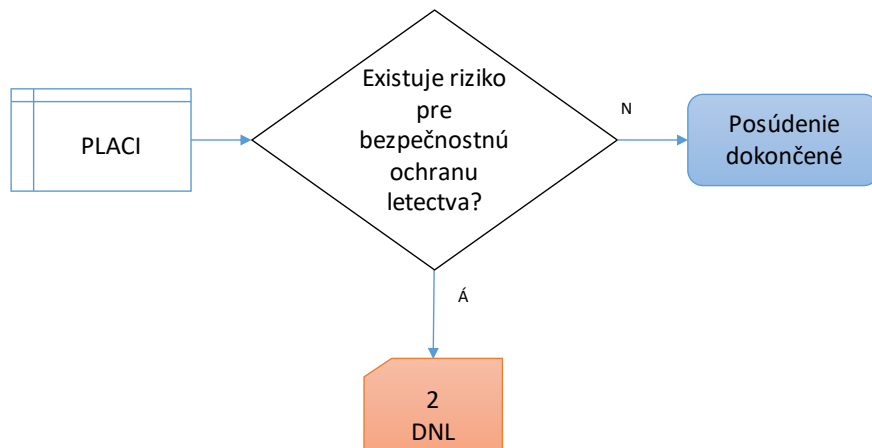 PLACI
Existuje riziko
pre
bezpečnostnú
ochranu
letectva?
N
Posúdenie
dokončené
Á
2
DNL